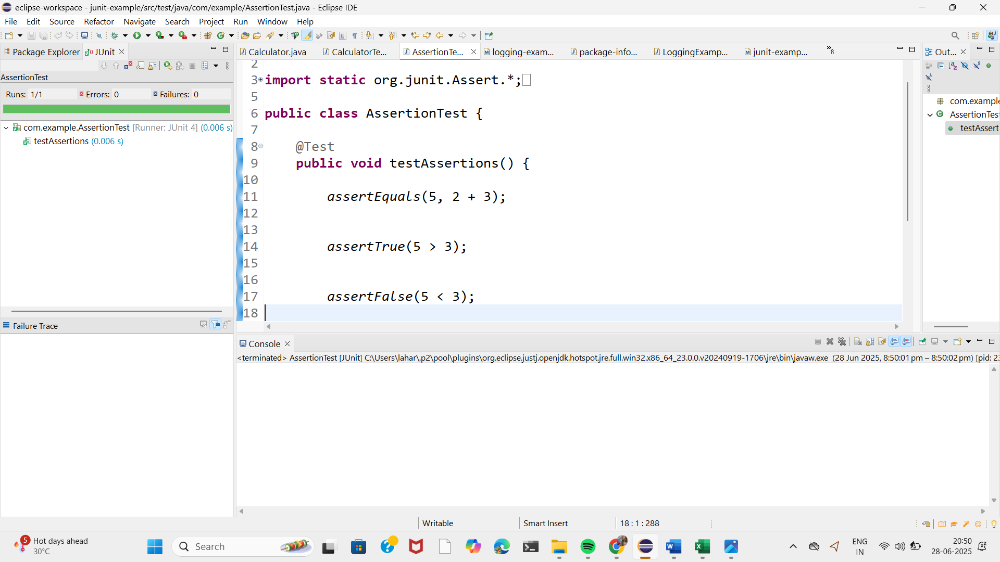 eclipse-workspace - junit-example/src/test/java/com/example/AssertionTest.java - Eclipse IDE
File Edit Source Refactor Navigate Search Project Run Window Help
Package Explorer JUnit
AssertionTest
Runs: 1/1 Errors: 0 Failures: 0
com.example.AssertionTest [Runner: JUnit 4] (0.006 s)
testAssertions (0.006 s)
Failure Trace
Calculator.java CalculatorTe... AssertionTe... logging-exam... package-info... LoggingExamp... junit-examp... »8
2
3 import static org.junit.Assert.*;
5
6 public class AssertionTest {
7
8 @Test
9 public void testAssertions() {
10
11 assertEquals(5, 2 + 3);
12
13
14 assertTrue(5 > 3);
15
16
17 assertFalse(5 < 3);
18
Out...
com.example
AssertionTest
testAssert
Console
<terminated> AssertionTest [JUnit] C:\Users\lahar\.p2\pool\plugins\org.eclipse.justj.openjdk.hotspot.jre.full.win32.x86_64_23.0.0.v20240919-1706\jre\bin\javaw.exe (28 Jun 2025, 8:50:01 pm – 8:50:02 pm) [pid: 23
Writable Smart Insert 18 : 1 : 288
5
Hot days ahead
30°C
Search
ENG
IN
20:50
28-06-2025